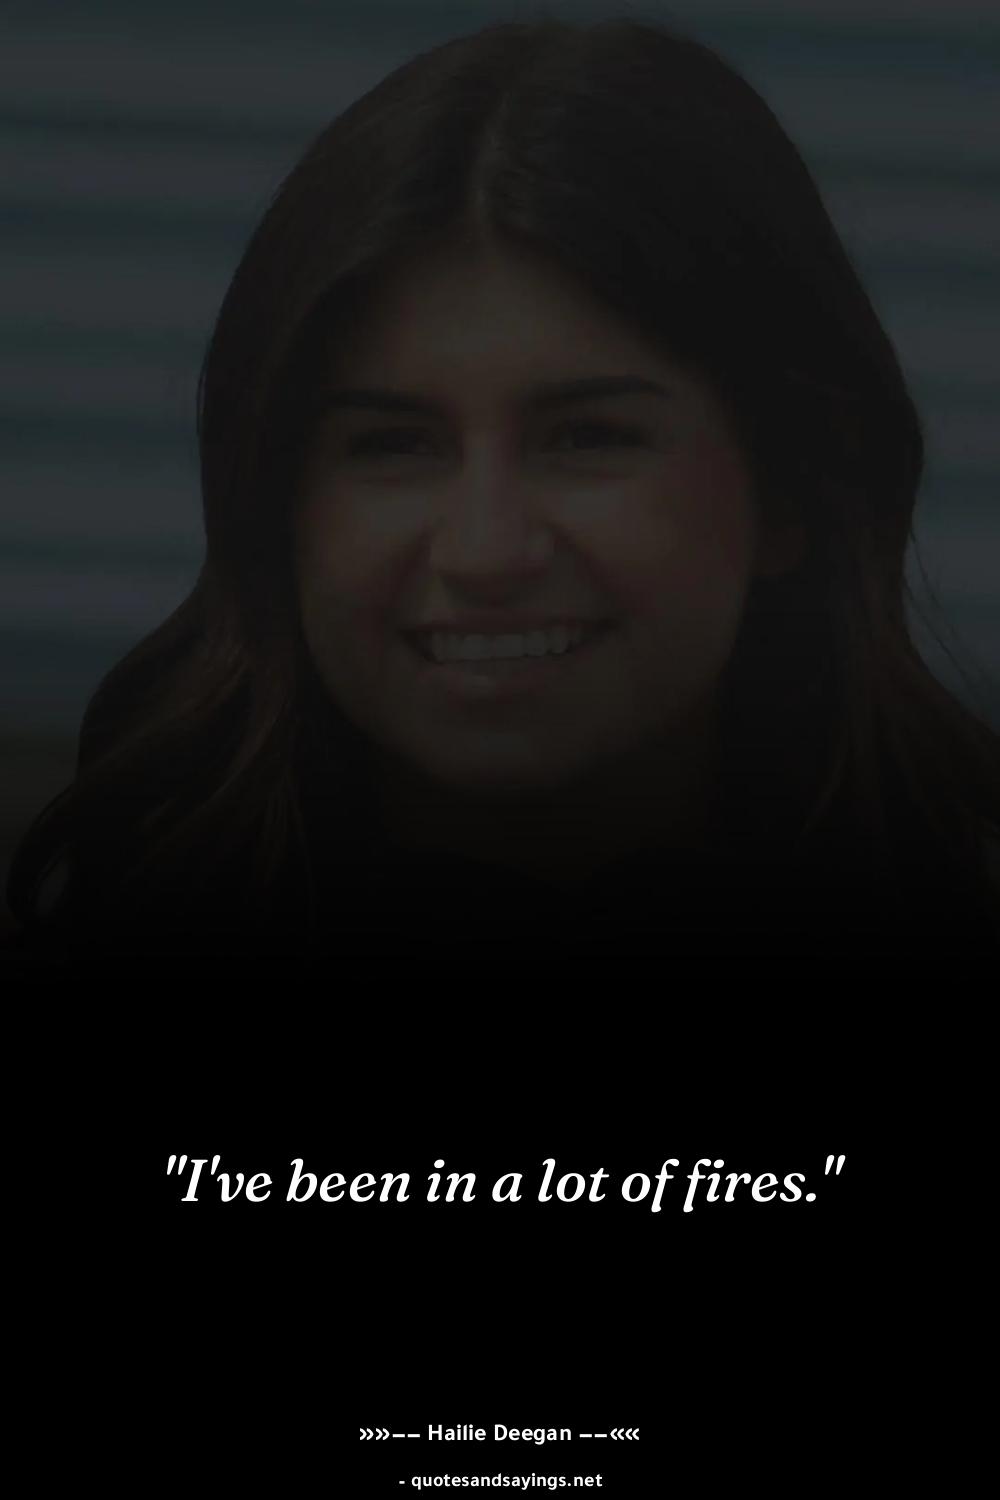 "I've been in a lot of fires."
»»−− Hailie Deegan −−««
- quotesandsayings.net